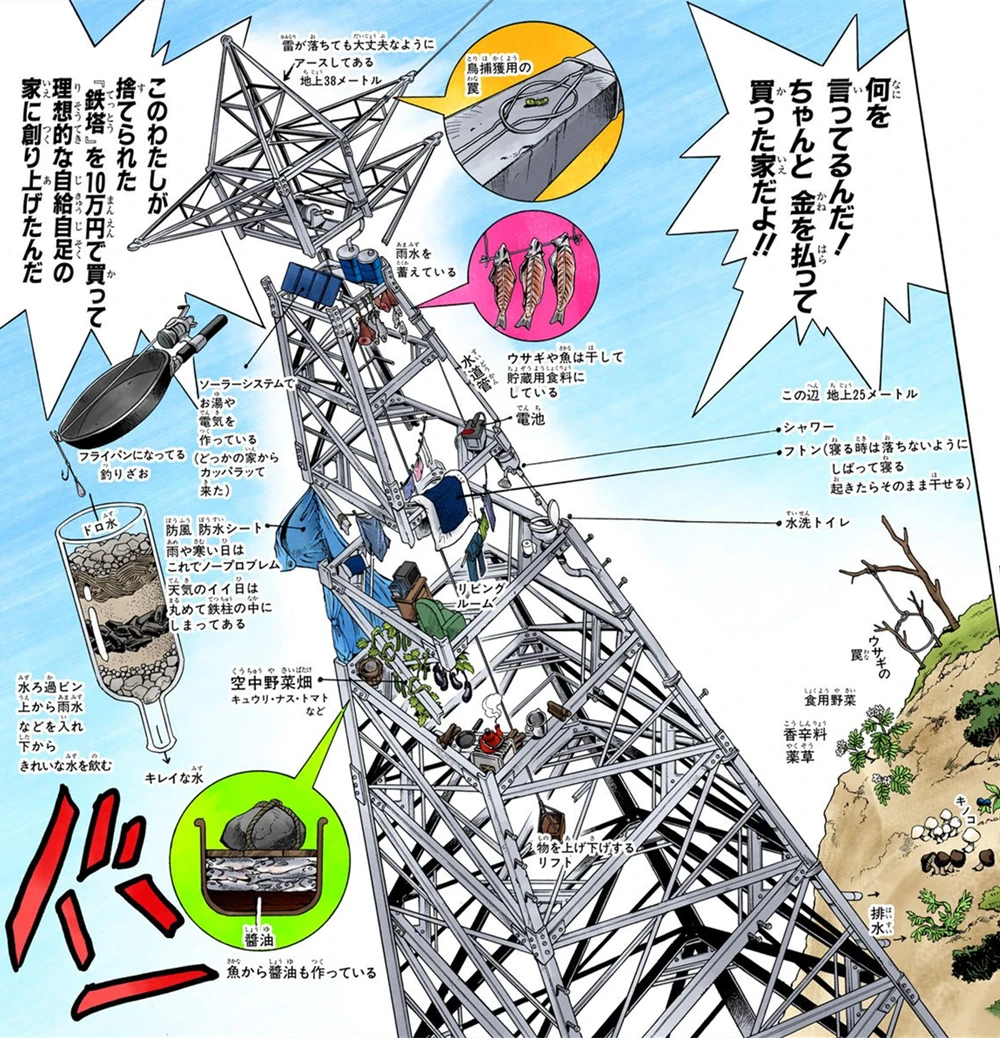 何を
言ってるんだ!
ちゃんと金を払って
買った家だよ!!
このわたしが
捨てられた
『鉄塔』を10万円で買って
理想的な自給自足の
家に創り上げたんだ
雷が落ちても大丈夫なように
アースしてある
地上38メートル
鳥捕獲用の
罠
雨水を
蓄えている
ウサギや魚は干して
貯蔵用食料に
している
水道管
電池
この辺 地上25メートル
シャワー
フトン(寝る時は落ちないように
しばって寝る
起きたらそのまま干せる)
水洗トイレ
ソーラーシステムで
お湯や
電気を
作っている
(どっかの家から
カッパラッて
来た)
フライパンになってる
釣りざお
ドロ水
防風 防水シート
雨や寒い日は
これでノープロブレム
天気のイイ日は
丸めて鉄柱の中に
しまってある
リビング
ルーム
ウサギの
罠
水ろ過ビン
上から雨水
などを入れ
下から
きれいな水を飲む
キレイな水
空中野菜畑
キュウリ・ナス・トマト
など
食用野菜
香辛料
薬草
キノコ
物を上げ下げする
リフト
排水
醬油
魚から醬油も作っている
バーン